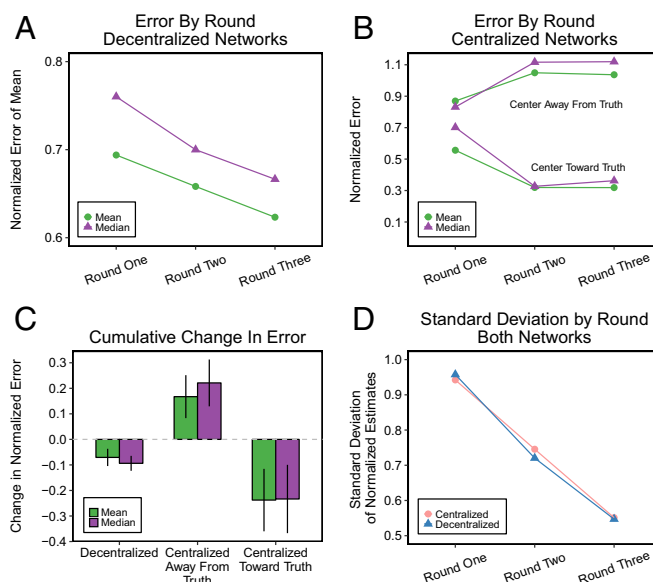 A
Error By Round
Decentralized Networks
Normalized Error of Mean
0.8
0.7
0.6
Mean
Median
Round One
Round Two
Round Three
B
Error By Round
Centralized Networks
Normalized Error
1.1
0.9
0.7
0.5
0.3
0.1
Center Away From Truth
Center Toward Truth
Mean
Median
Round One
Round Two
Round Three
C
Cumulative Change In Error
Change in Normalized Error
0.3
0.2
0.1
0.0
−0.1
−0.2
−0.3
−0.4
Mean
Median
Decentralized
Centralized
Away From
Truth
Centralized
Toward Truth
D
Standard Deviation by Round
Both Networks
Standard Deviation
of Normalized Estimates
1.0
0.9
0.8
0.7
0.6
0.5
Centralized
Decentralized
Round One
Round Two
Round Three